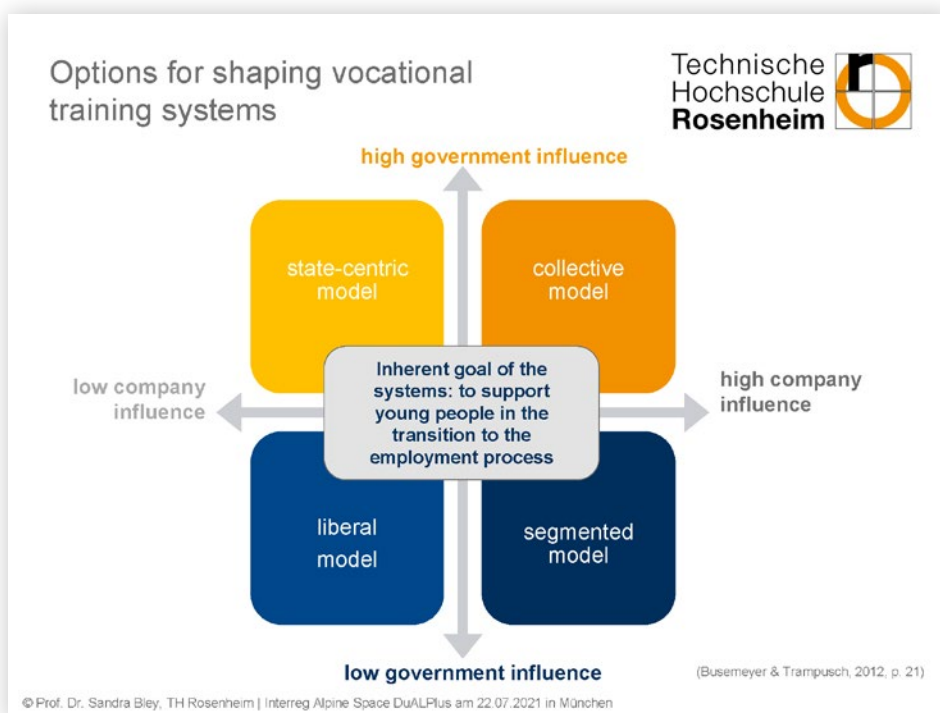 Options for shaping vocational
training systems
Technische
Hochschule
Rosenheim
high government influence
state-centric
model
collective
model
low company
influence
Inherent goal of the
systems: to support
young people in the
transition to the
employment process
high company
influence
liberal
model
segmented
model
low government influence
(Busemeyer & Trampusch, 2012, p. 21)
© Prof. Dr. Sandra Bley, TH Rosenheim | Interreg Alpine Space DuALPlus am 22.07.2021 in München